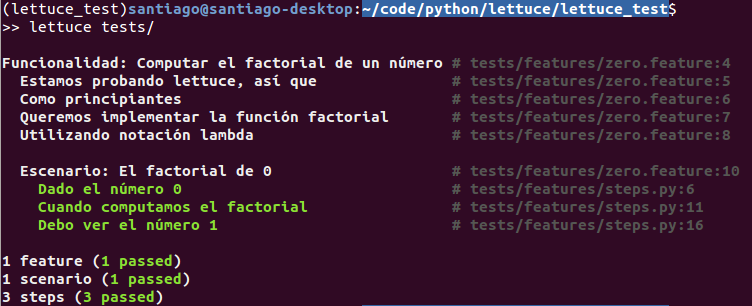 (lettuce_test)santiago@santiago-desktop:~/code/python/lettuce/lettuce_test$
>> lettuce tests/
Funcionalidad: Computar el factorial de un número # tests/features/zero.feature:4
Estamos probando lettuce, así que # tests/features/zero.feature:5
Como principiantes # tests/features/zero.feature:6
Queremos implementar la función factorial # tests/features/zero.feature:7
Utilizando notación lambda # tests/features/zero.feature:8
Escenario: El factorial de 0 # tests/features/zero.feature:10
Dado el número 0 # tests/features/steps.py:6
Cuando computamos el factorial # tests/features/steps.py:11
Debo ver el número 1 # tests/features/steps.py:16
1 feature (1 passed)
1 scenario (1 passed)
3 steps (3 passed)